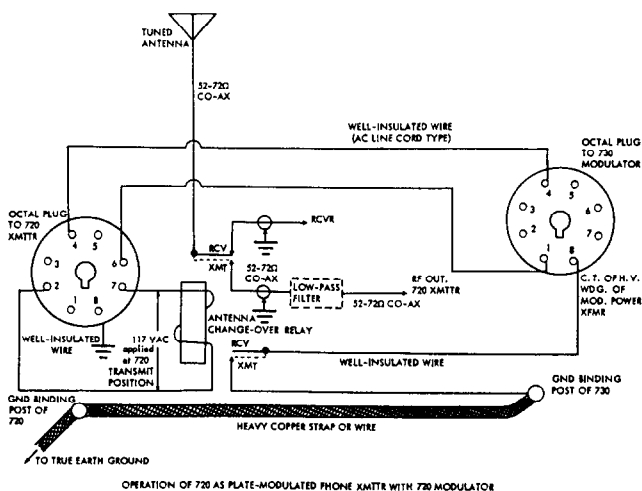 TUNED
ANTENNA
52-72Ω
CO-AX
WELL-INSULATED WIRE
(AC LINE CORD TYPE)
OCTAL PLUG
TO 730
MODULATOR
OCTAL PLUG
TO 720
XMTTR
4
5
3
6
2
7
1
8
4
5
3
6
2
7
1
8
RCV
XMT
RCVR
52-72Ω
CO-AX
LOW-PASS
FILTER
RF OUT.
720 XMTTR
52-72Ω CO-AX
C.T. OF H.V.
WDG. OF
MOD. POWER
XFMR
ANTENNA
CHANGE-OVER RELAY
WELL-INSULATED
WIRE
117 VAC
applied
at 720
TRANSMIT
POSITION
RCV
XMT
WELL-INSULATED WIRE
GND BINDING
POST OF
720
GND BINDING
POST OF 730
HEAVY COPPER STRAP OR WIRE
TO TRUE EARTH GROUND
OPERATION OF 720 AS PLATE-MODULATED PHONE XMTTR WITH 730 MODULATOR